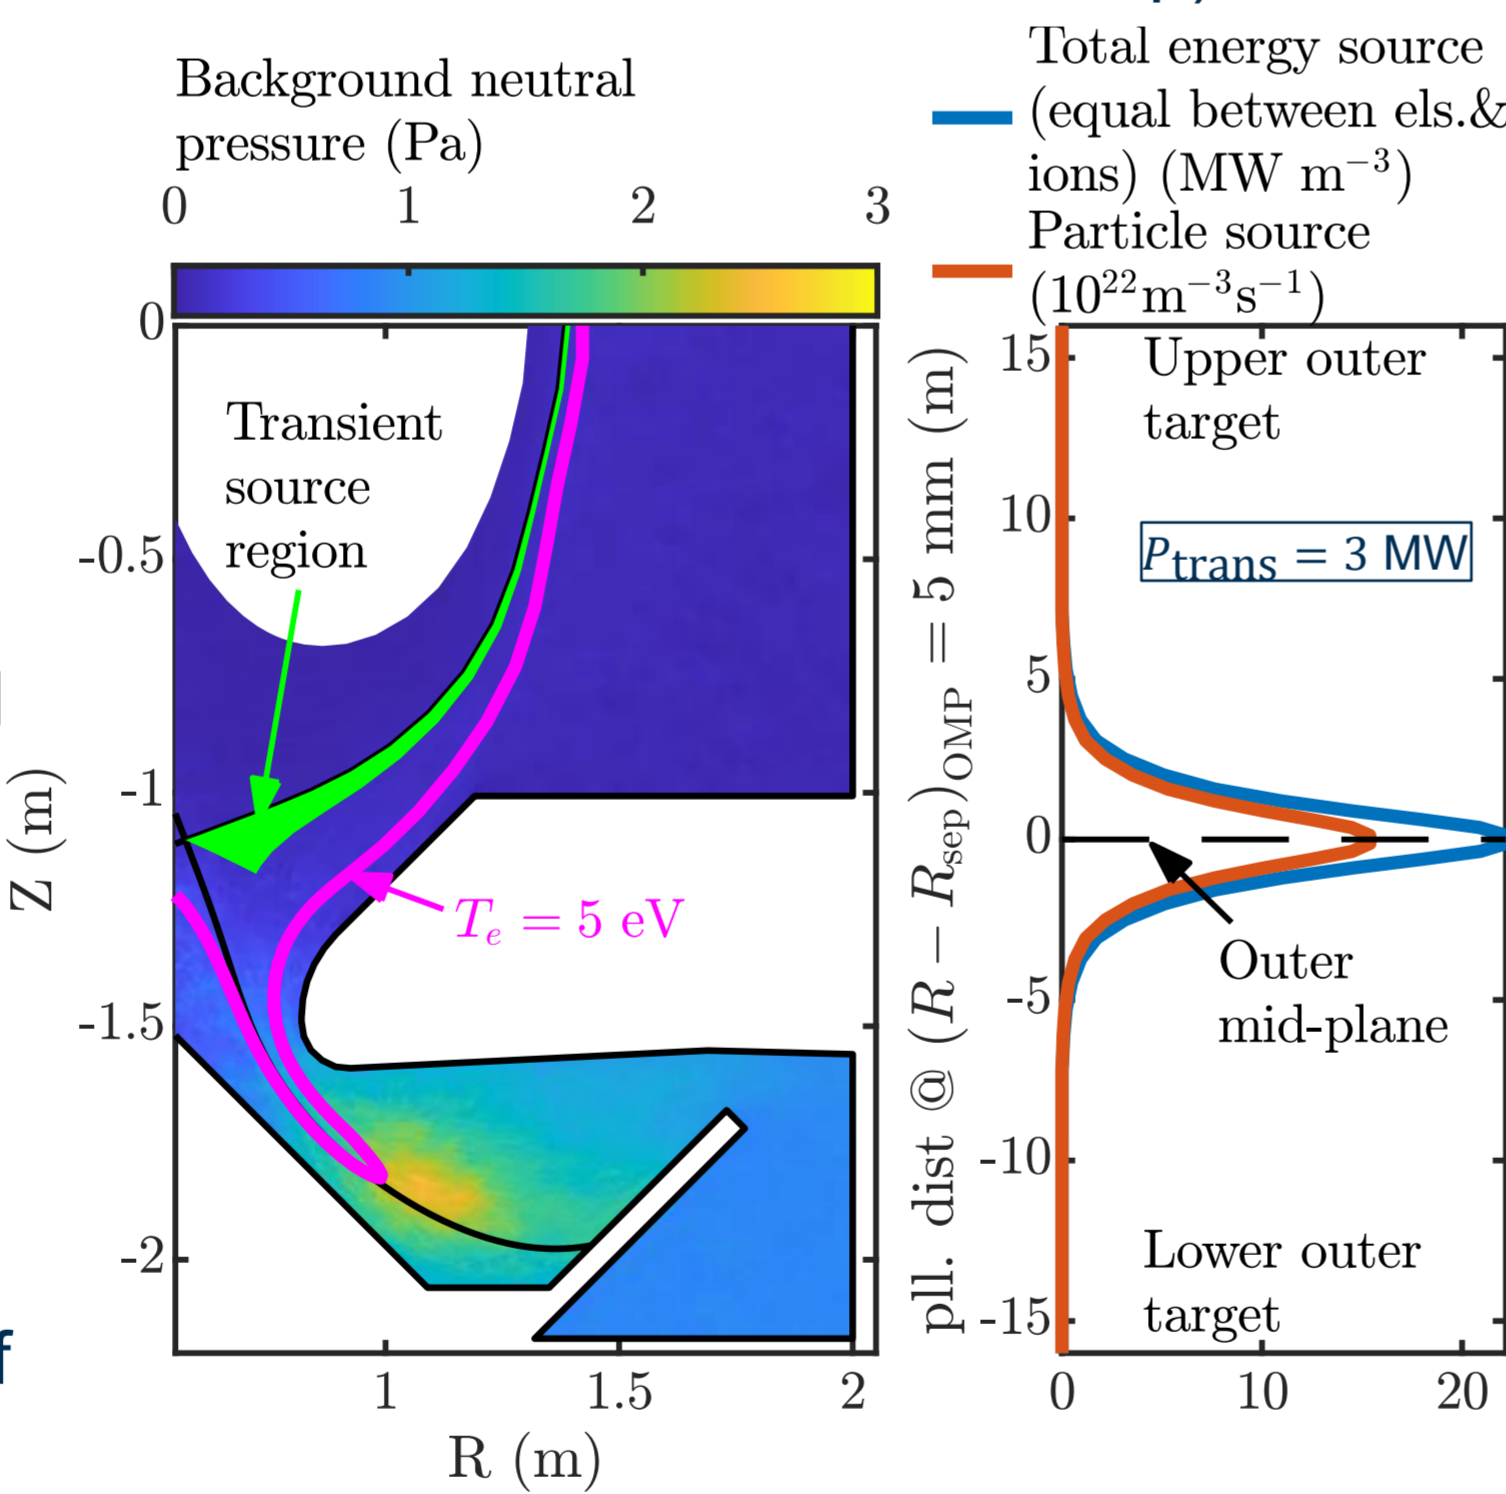 Background neutral
pressure (Pa)
0 1 2 3
0
-0.5
-1
-1.5
-2
Z (m)
Transient
source
region
T_e = 5 eV
1 1.5 2
R (m)
Total energy source
(equal between els.&
ions) (MW m⁻³)
Particle source
(10²²m⁻³s⁻¹)
pll. dist @ (R − R_sep)_OMP = 5 mm (m)
15
10
5
0
-5
-10
-15
Upper outer
target
P_trans = 3 MW
Outer
mid-plane
Lower outer
target
0 10 20
f